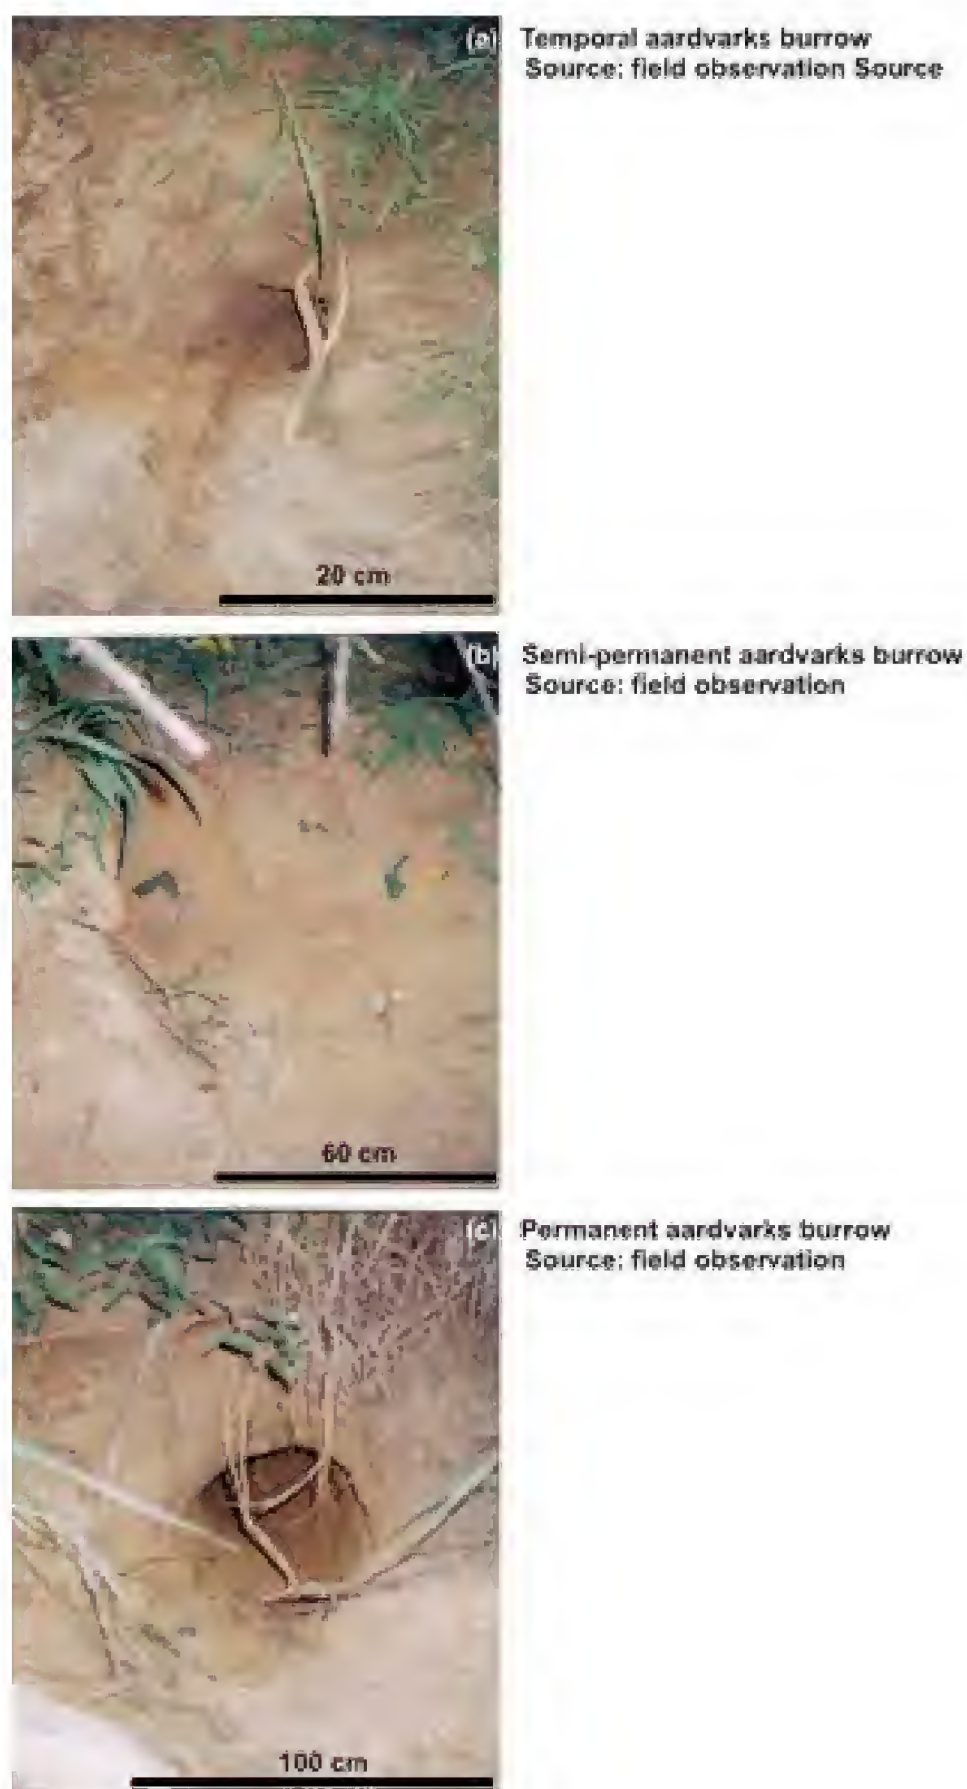 (a) Temporal aardvarks burrow
Source: field observation Source
20 cm
(b) Semi-permanent aardvarks burrow
Source: field observation
60 cm
(c) Permanent aardvarks burrow
Source: field observation
100 cm